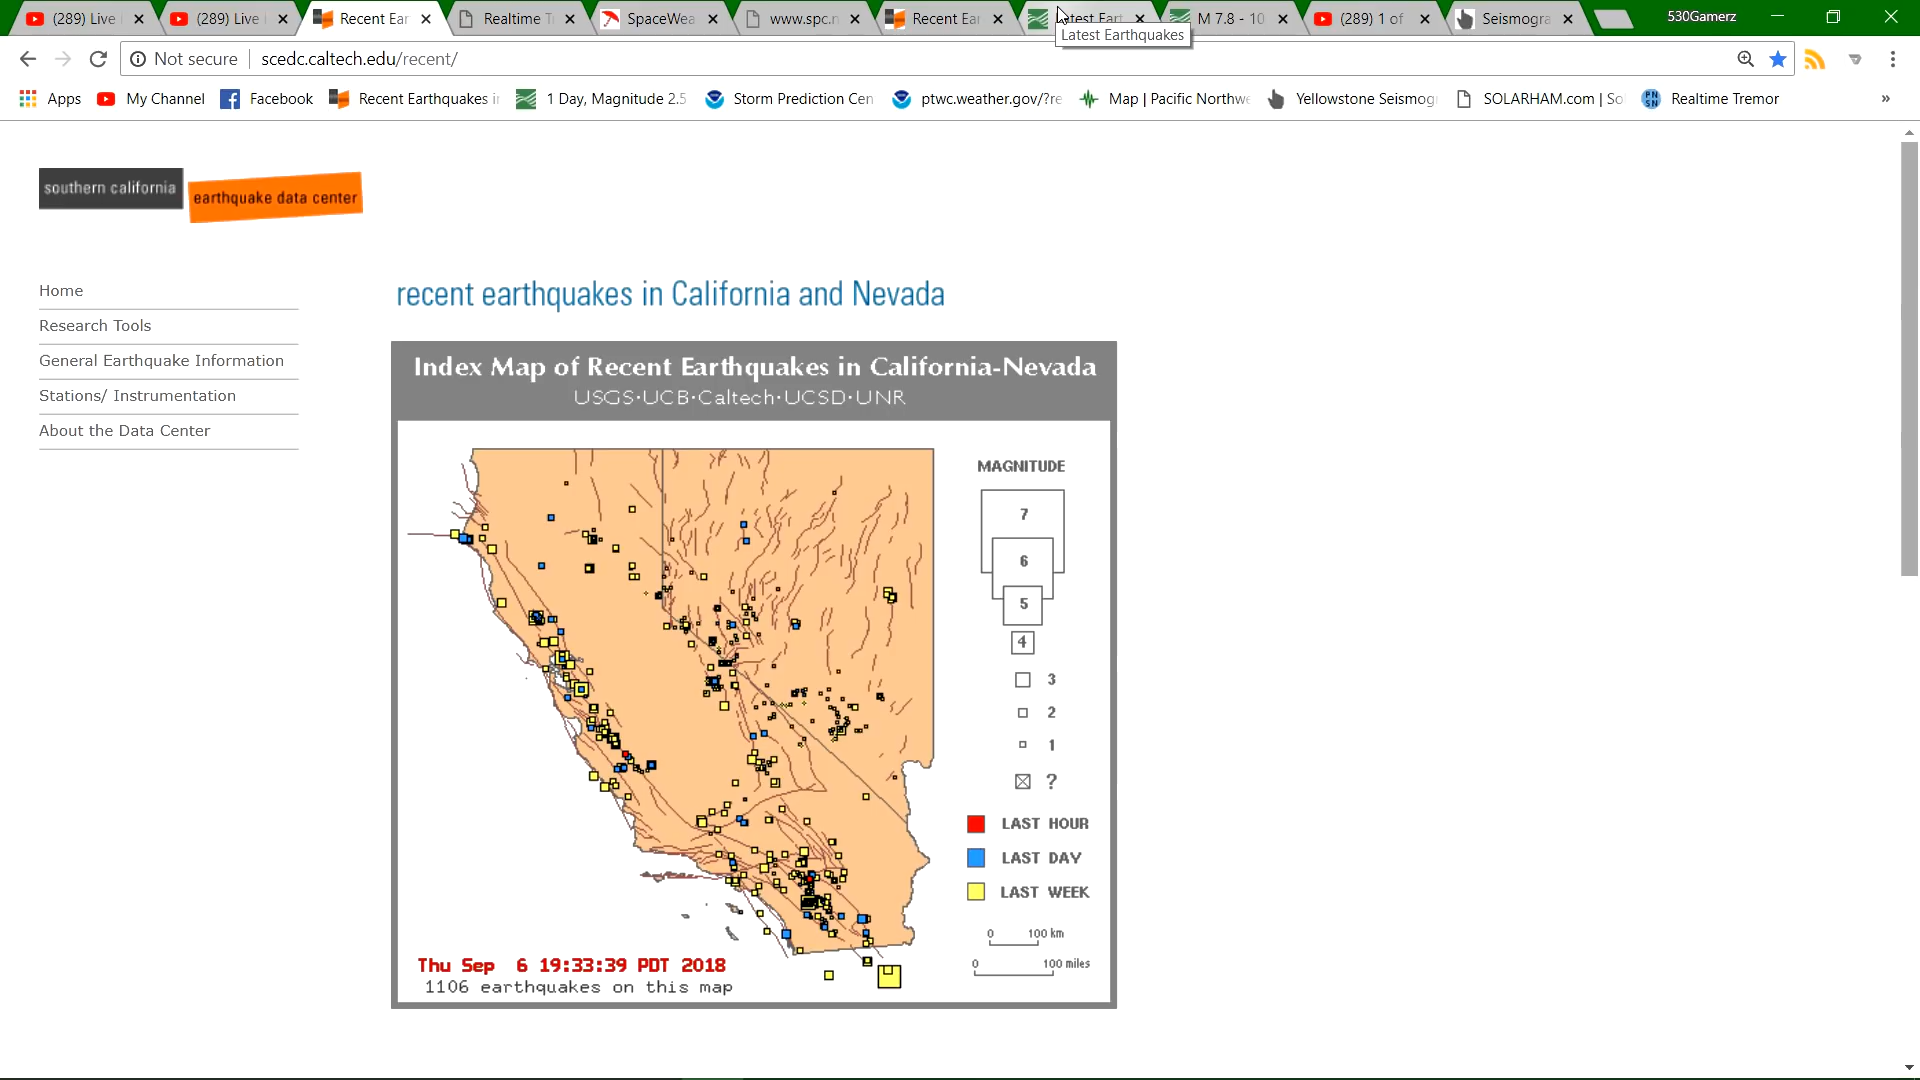 (289) Live
(289) Live
Recent Ear
Realtime T
SpaceWea
www.spc.n
Recent Ear
Latest Eart
M 7.8 - 10
(289) 1 of
Seismogra
530Gamerz
Latest Earthquakes
Not secure
scedc.caltech.edu/recent/
Apps
My Channel
Facebook
Recent Earthquakes i
1 Day, Magnitude 2.5
Storm Prediction Cen
ptwc.weather.gov/?re
Map | Pacific Northwe
Yellowstone Seismog
SOLARHAM.com | So
PNSN
Realtime Tremor
»
southern california
earthquake data center
Home
Research Tools
General Earthquake Information
Stations/ Instrumentation
About the Data Center
recent earthquakes in California and Nevada
Index Map of Recent Earthquakes in California-Nevada
USGS·UCB·Caltech·UCSD·UNR
MAGNITUDE
7
6
5
4
3
2
1
?
LAST HOUR
LAST DAY
LAST WEEK
0 100 km
0 100 miles
Thu Sep 6 19:33:39 PDT 2018
1106 earthquakes on this map